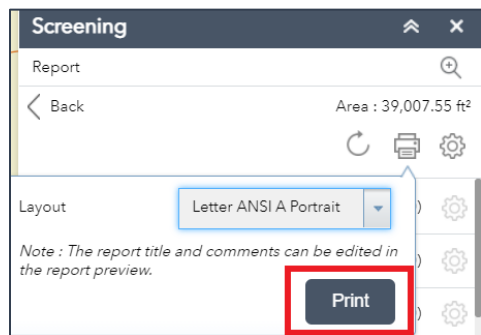 Screening
Report
Back
Area : 39,007.55 ft²
Layout
Letter ANSI A Portrait
)
Note : The report title and comments can be edited in
the report preview.
)
Print
)